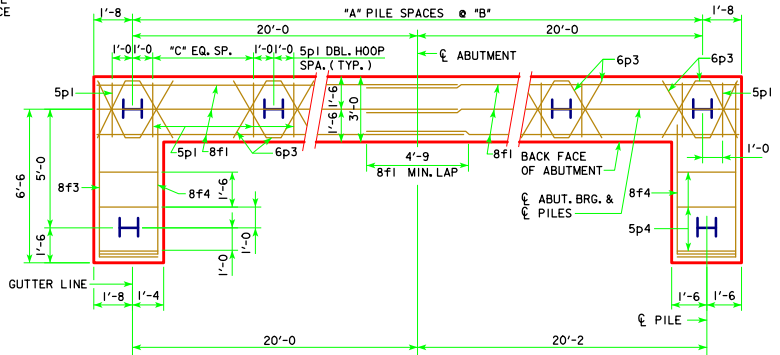 CE
1'-8
"A" PILE SPACES @ "B"
1'-8
20'-0
20'-0
1'-0
1'-0
"C" EQ. SP.
1'-0
1'-0
5p1 DBL. HOOP
SPA. (TYP.)
℄ ABUTMENT
6p3
6p3
5p1
5p1
1'-6
1'-6
3'-0
5p1
8f1
6p3
4'-9
8f1 MIN. LAP
8f1
BACK FACE
OF ABUTMENT
1'-0
6'-6
5'-0
1'-6
8f3
8f4
1'-6
1'-0
1'-0
℄ ABUT. BRG. &
℄ PILES
8f4
5p4
GUTTER LINE
1'-8
1'-4
1'-6
1'-6
℄ PILE
20'-0
20'-2